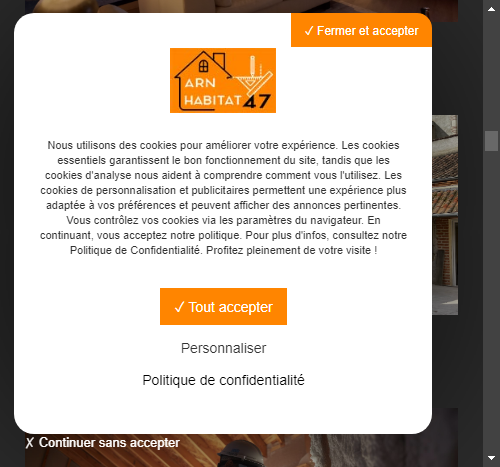 ✓ Fermer et accepter
ARN
HABITAT 47
Nous utilisons des cookies pour améliorer votre expérience. Les cookies
essentiels garantissent le bon fonctionnement du site, tandis que les
cookies d'analyse nous aident à comprendre comment vous l'utilisez. Les
cookies de personnalisation et publicitaires permettent une expérience plus
adaptée à vos préférences et peuvent afficher des annonces pertinentes.
Vous contrôlez vos cookies via les paramètres du navigateur. En
continuant, vous acceptez notre politique. Pour plus d'infos, consultez notre
Politique de Confidentialité. Profitez pleinement de votre visite !
✓ Tout accepter
Personnaliser
Politique de confidentialité
✗ Continuer sans accepter